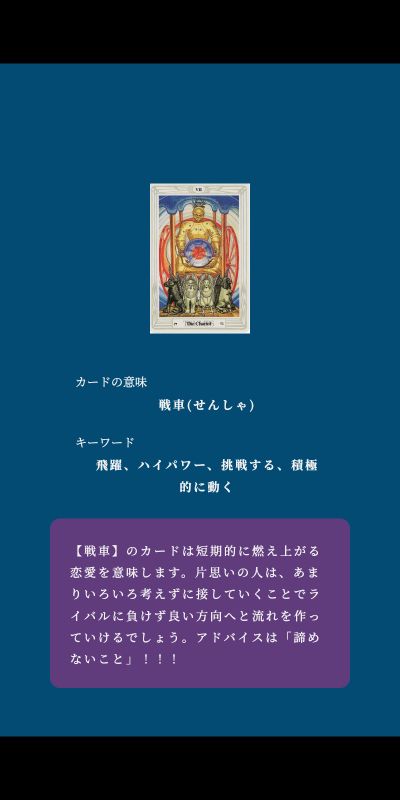 VII
The Chariot
カードの意味
戦車(せんしゃ)
キーワード
飛躍、ハイパワー、挑戦する、積極
的に動く
【戦車】のカードは短期的に燃え上がる
恋愛を意味します。片思いの人は、あま
りいろいろ考えずに接していくことでラ
イバルに負けず良い方向へと流れを作っ
ていけるでしょう。アドバイスは「諦め
ないこと」！！！